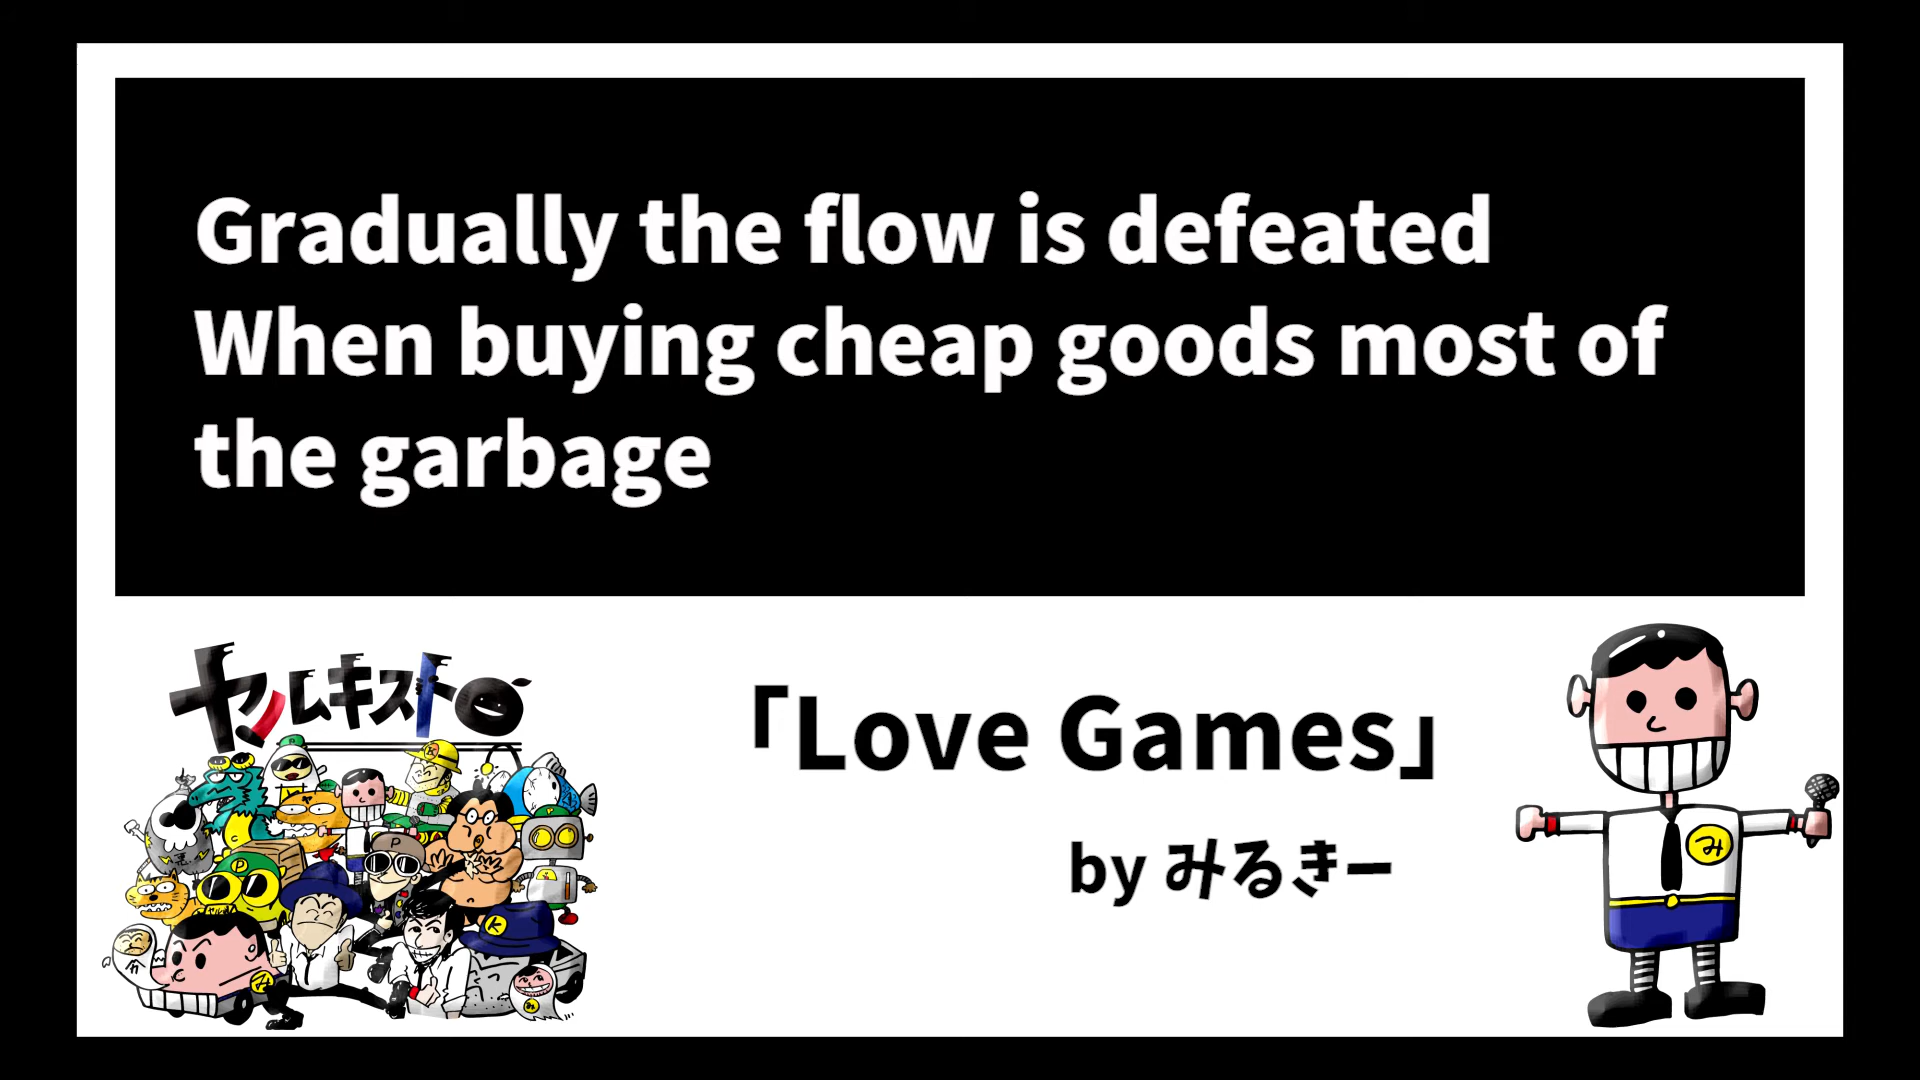 Gradually the flow is defeated
When buying cheap goods most of
the garbage
ヤムキスト
「Love Games」
by みるきー
み